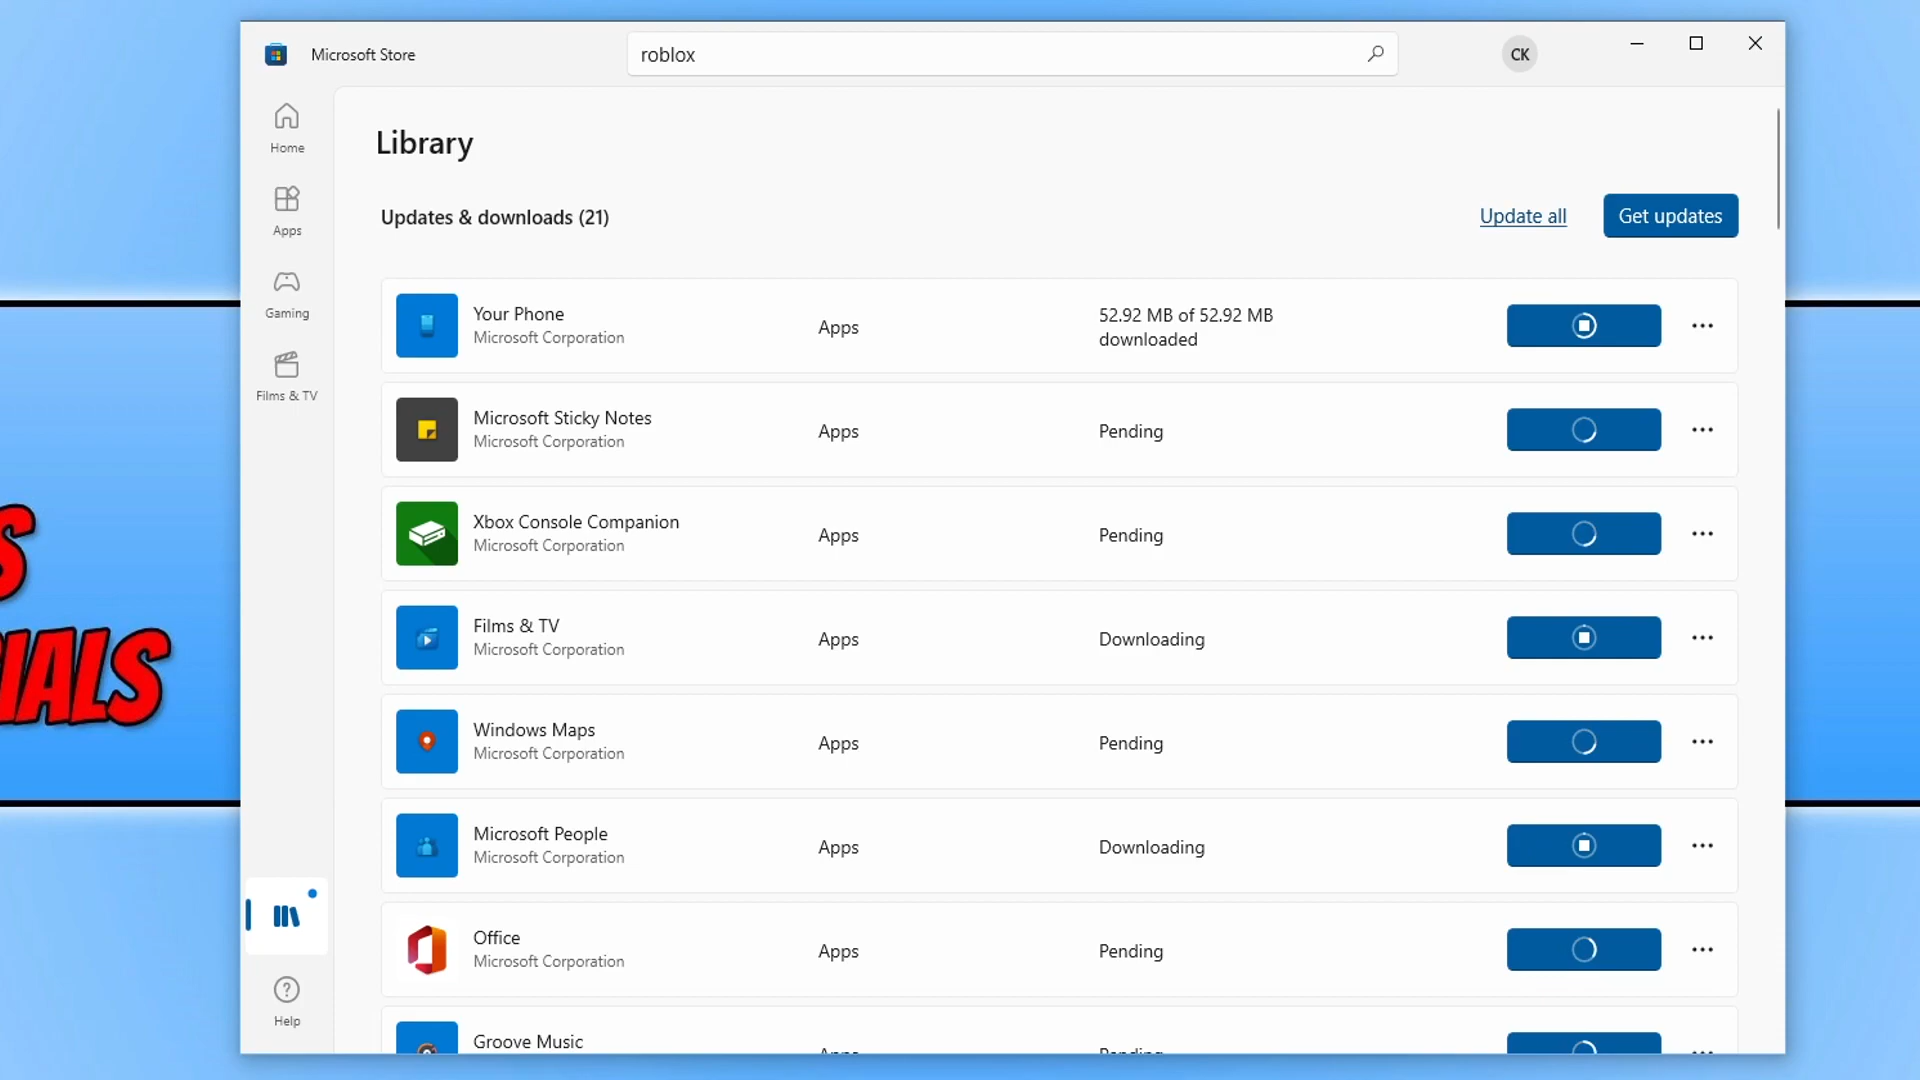 Microsoft Store
roblox
CK
Home
Apps
Gaming
Films & TV
Help
Library
Updates & downloads (21)
Update all
Get updates
Your Phone
Microsoft Corporation
Apps
52.92 MB of 52.92 MB
downloaded
Microsoft Sticky Notes
Microsoft Corporation
Apps
Pending
Xbox Console Companion
Microsoft Corporation
Apps
Pending
Films & TV
Microsoft Corporation
Apps
Downloading
Windows Maps
Microsoft Corporation
Apps
Pending
Microsoft People
Microsoft Corporation
Apps
Downloading
Office
Microsoft Corporation
Apps
Pending
Groove Music
Apps
Pending
S
IALS